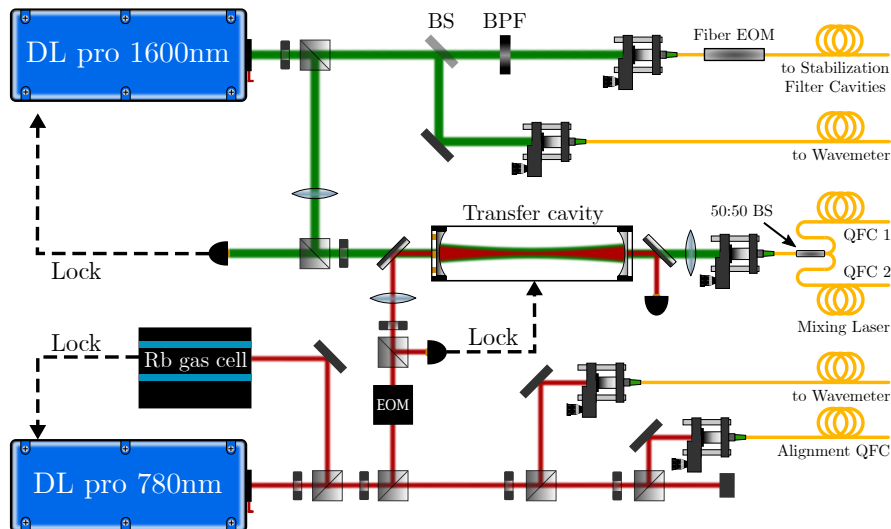 DL pro 1600nm
BS
BPF
Fiber EOM
to Stabilization
Filter Cavities
to Wavemeter
Transfer cavity
50:50 BS
QFC 1
QFC 2
Mixing Laser
Lock
Lock
Lock
Rb gas cell
EOM
to Wavemeter
Alignment QFC
DL pro 780nm